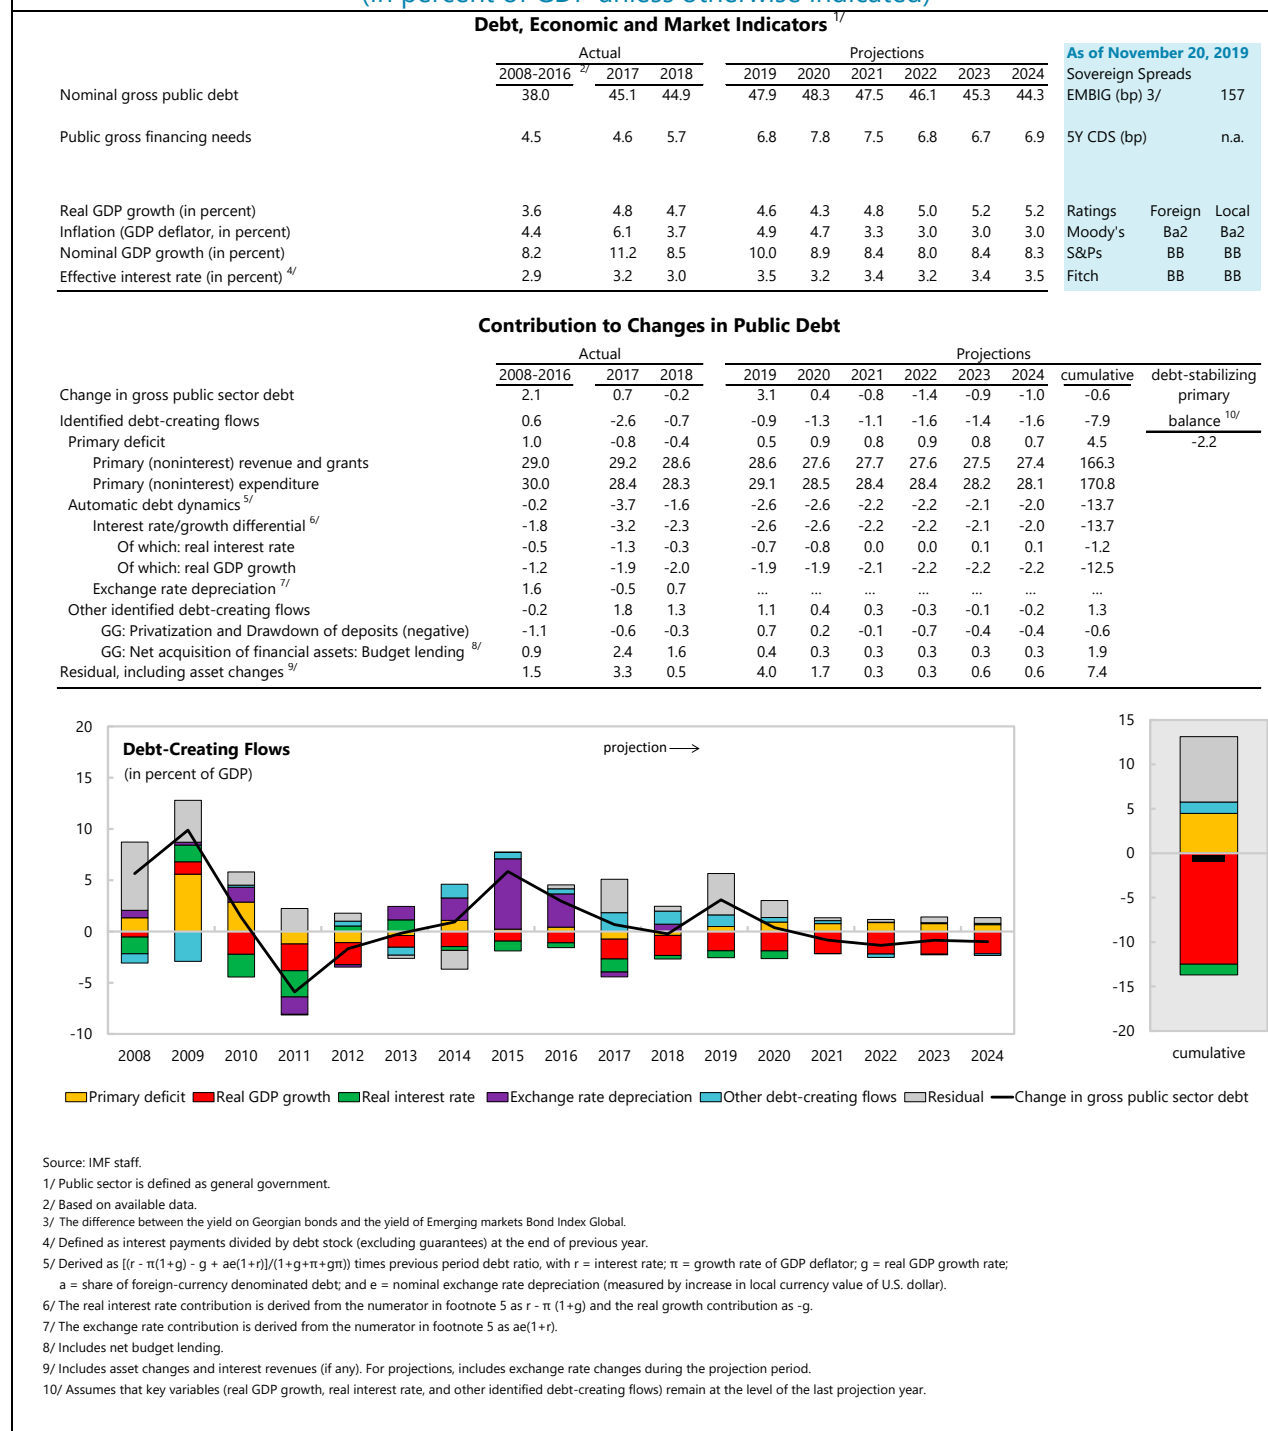 (in percent of GDP unless otherwise indicated)
Debt, Economic and Market Indicators 1/
Actual Projections As of November 20, 2019
2008-2016 2/ 2017 2018 2019 2020 2021 2022 2023 2024 Sovereign Spreads
Nominal gross public debt 38.0 45.1 44.9 47.9 48.3 47.5 46.1 45.3 44.3 EMBIG (bp) 3/ 157
Public gross financing needs 4.5 4.6 5.7 6.8 7.8 7.5 6.8 6.7 6.9 5Y CDS (bp) n.a.
Real GDP growth (in percent) 3.6 4.8 4.7 4.6 4.3 4.8 5.0 5.2 5.2 Ratings Foreign Local
Inflation (GDP deflator, in percent) 4.4 6.1 3.7 4.9 4.7 3.3 3.0 3.0 3.0 Moody's Ba2 Ba2
Nominal GDP growth (in percent) 8.2 11.2 8.5 10.0 8.9 8.4 8.0 8.4 8.3 S&Ps BB BB
Effective interest rate (in percent) 4/ 2.9 3.2 3.0 3.5 3.2 3.4 3.2 3.4 3.5 Fitch BB BB
Contribution to Changes in Public Debt
Actual Projections
2008-2016 2017 2018 2019 2020 2021 2022 2023 2024 cumulative debt-stabilizing
Change in gross public sector debt 2.1 0.7 -0.2 3.1 0.4 -0.8 -1.4 -0.9 -1.0 -0.6 primary
Identified debt-creating flows 0.6 -2.6 -0.7 -0.9 -1.3 -1.1 -1.6 -1.4 -1.6 -7.9 balance 10/
Primary deficit 1.0 -0.8 -0.4 0.5 0.9 0.8 0.9 0.8 0.7 4.5 -2.2
Primary (noninterest) revenue and grants 29.0 29.2 28.6 28.6 27.6 27.7 27.6 27.5 27.4 166.3
Primary (noninterest) expenditure 30.0 28.4 28.3 29.1 28.5 28.4 28.4 28.2 28.1 170.8
Automatic debt dynamics 5/ -0.2 -3.7 -1.6 -2.6 -2.6 -2.2 -2.2 -2.1 -2.0 -13.7
Interest rate/growth differential 6/ -1.8 -3.2 -2.3 -2.6 -2.6 -2.2 -2.2 -2.1 -2.0 -13.7
Of which: real interest rate -0.5 -1.3 -0.3 -0.7 -0.8 0.0 0.0 0.1 0.1 -1.2
Of which: real GDP growth -1.2 -1.9 -2.0 -1.9 -1.9 -2.1 -2.2 -2.2 -2.2 -12.5
Exchange rate depreciation 7/ 1.6 -0.5 0.7 ... ... ... ... ... ... ...
Other identified debt-creating flows -0.2 1.8 1.3 1.1 0.4 0.3 -0.3 -0.1 -0.2 1.3
GG: Privatization and Drawdown of deposits (negative) -1.1 -0.6 -0.3 0.7 0.2 -0.1 -0.7 -0.4 -0.4 -0.6
GG: Net acquisition of financial assets: Budget lending 8/ 0.9 2.4 1.6 0.4 0.3 0.3 0.3 0.3 0.3 1.9
Residual, including asset changes 9/ 1.5 3.3 0.5 4.0 1.7 0.3 0.3 0.6 0.6 7.4
Debt-Creating Flows
(in percent of GDP)
projection
20
15
10
5
0
-5
-10
2008 2009 2010 2011 2012 2013 2014 2015 2016 2017 2018 2019 2020 2021 2022 2023 2024
15
10
5
0
-5
-10
-15
-20
cumulative
Primary deficit Real GDP growth Real interest rate Exchange rate depreciation Other debt-creating flows Residual Change in gross public sector debt
Source: IMF staff.
1/ Public sector is defined as general government.
2/ Based on available data.
3/ The difference between the yield on Georgian bonds and the yield of Emerging markets Bond Index Global.
4/ Defined as interest payments divided by debt stock (excluding guarantees) at the end of previous year.
5/ Derived as [(r - π(1+g) - g + ae(1+r)]/(1+g+π+gπ)) times previous period debt ratio, with r = interest rate; π = growth rate of GDP deflator; g = real GDP growth rate;
a = share of foreign-currency denominated debt; and e = nominal exchange rate depreciation (measured by increase in local currency value of U.S. dollar).
6/ The real interest rate contribution is derived from the numerator in footnote 5 as r - π (1+g) and the real growth contribution as -g.
7/ The exchange rate contribution is derived from the numerator in footnote 5 as ae(1+r).
8/ Includes net budget lending.
9/ Includes asset changes and interest revenues (if any). For projections, includes exchange rate changes during the projection period.
10/ Assumes that key variables (real GDP growth, real interest rate, and other identified debt-creating flows) remain at the level of the last projection year.